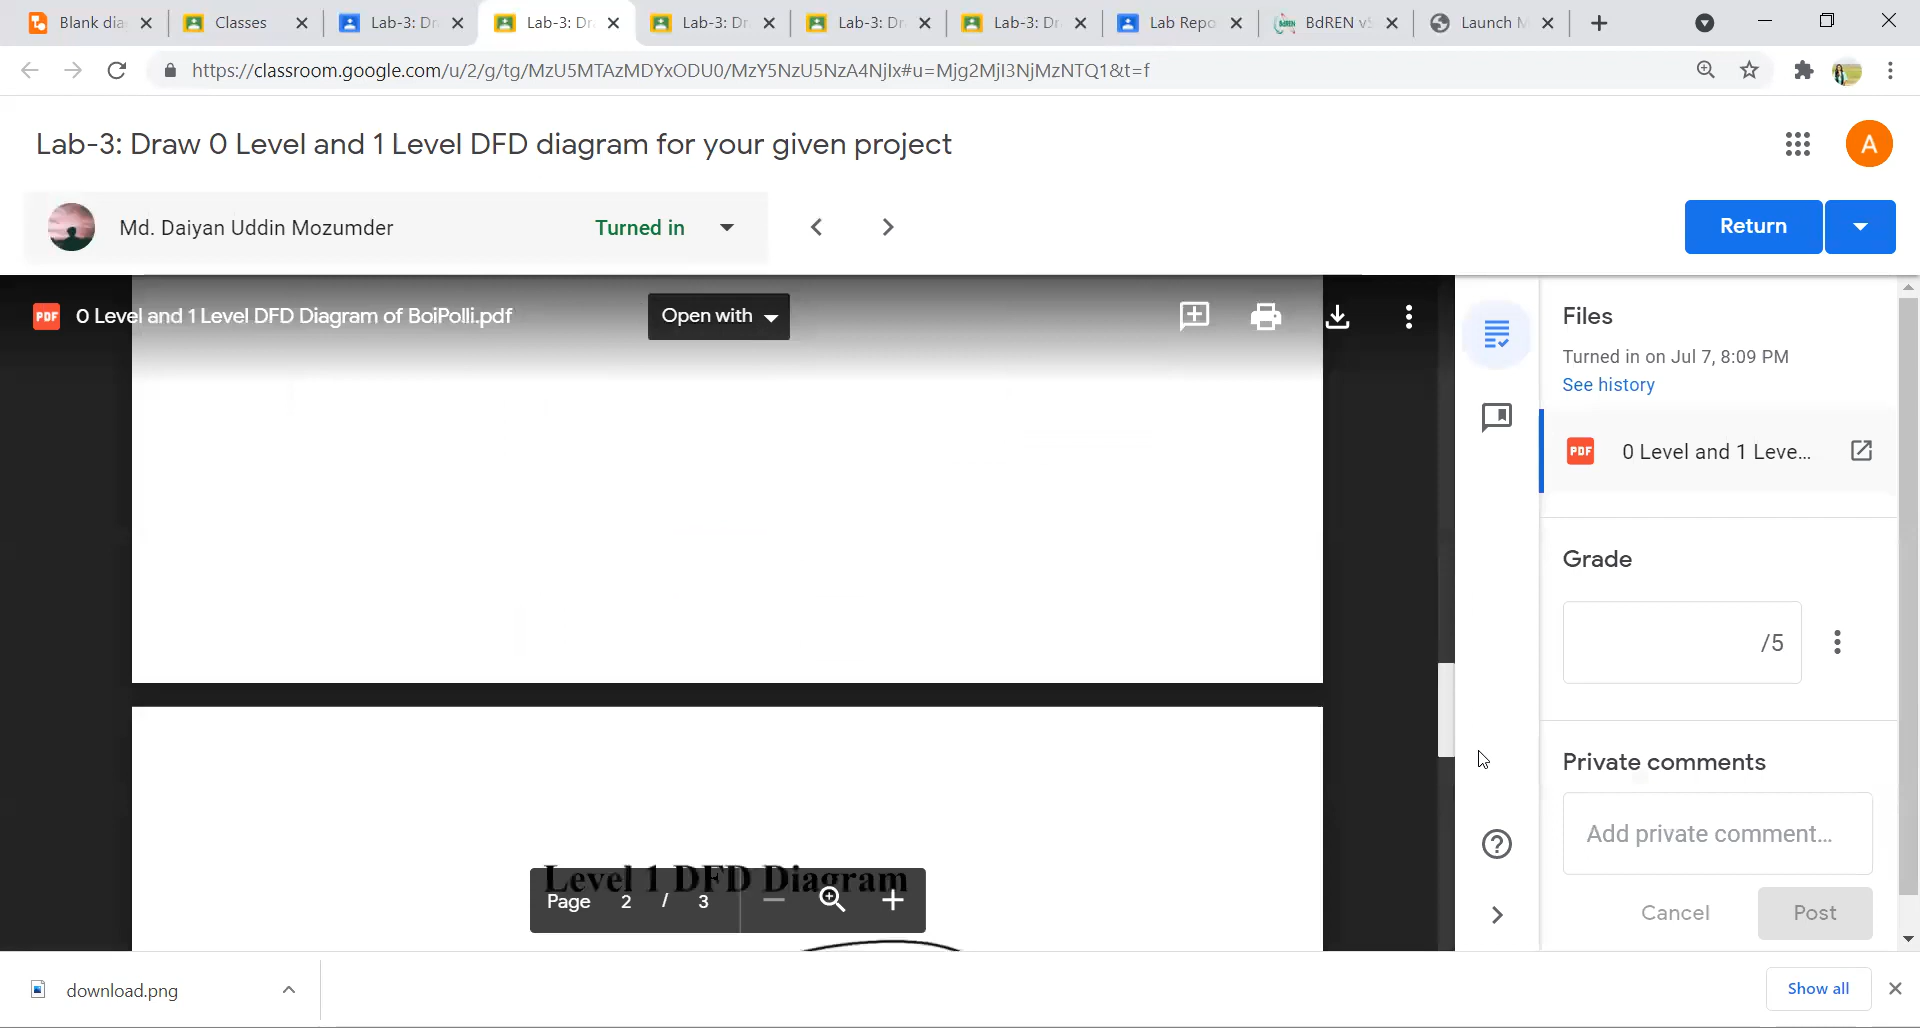 Blank dia
Classes
Lab-3: Dr
Lab-3: Dr
Lab-3: Dr
Lab-3: Dr
Lab-3: Dr
Lab Repo
BdREN vS
Launch M
https://classroom.google.com/u/2/g/tg/MzU5MTAzMDYxODU0/MzY5NzU5NzA4NjIx#u=Mjg2MjI3NjMzNTQ1&t=f
Lab-3: Draw 0 Level and 1 Level DFD diagram for your given project
A
Md. Daiyan Uddin Mozumder
Turned in
Return
PDF
0 Level and 1 Level DFD Diagram of BoiPolli.pdf
Open with
Files
Turned in on Jul 7, 8:09 PM
See history
PDF
0 Level and 1 Leve...
Grade
/5
Private comments
Add private comment...
Cancel
Post
Level 1 DFD Diagram
Page 2 / 3
download.png
Show all